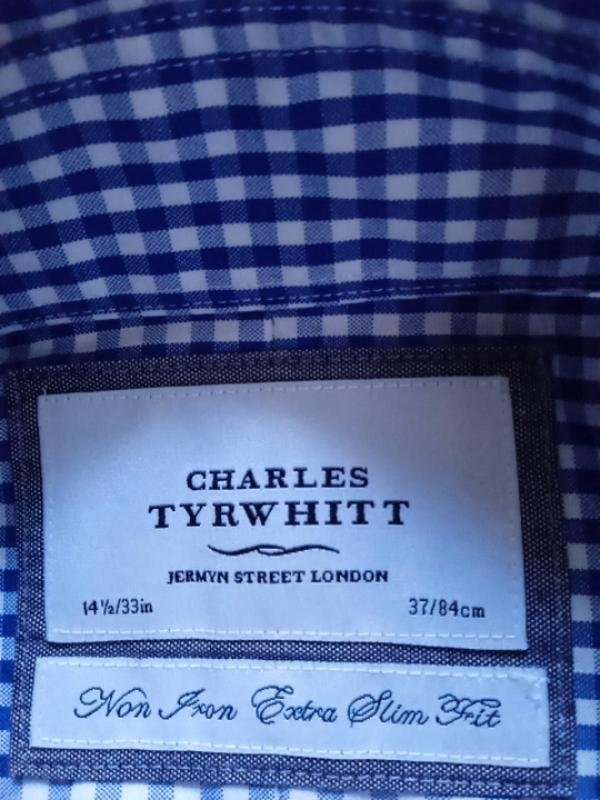 CHARLES
TYRWHITT
JERMYN STREET LONDON
14½/33in 37/84cm
Non Iron Extra Slim Fit